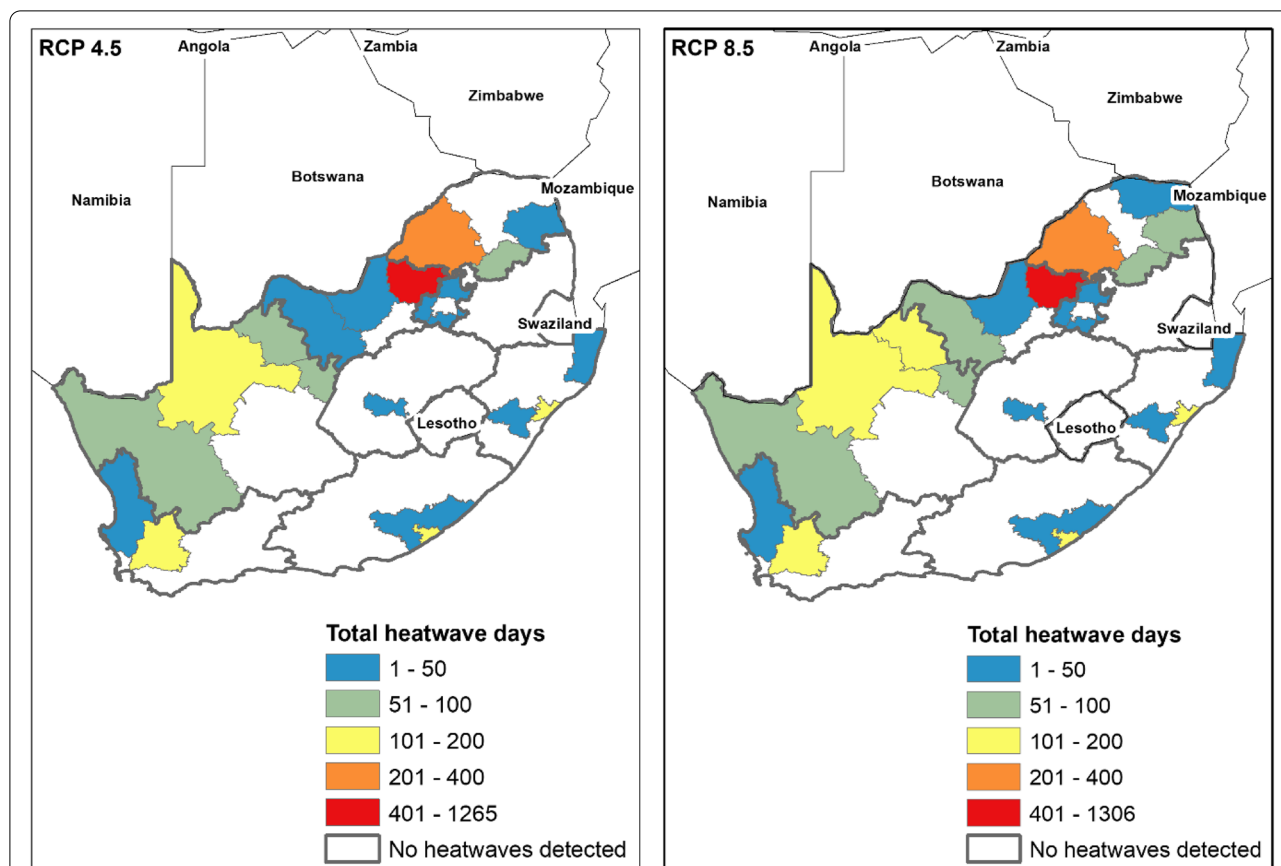 RCP 4.5
Angola
Zambia
Zimbabwe
Botswana
Namibia
Mozambique
Swaziland
Lesotho
Total heatwave days
1 - 50
51 - 100
101 - 200
201 - 400
401 - 1265
No heatwaves detected
RCP 8.5
Angola
Zambia
Zimbabwe
Botswana
Namibia
Mozambique
Swaziland
Lesotho
Total heatwave days
1 - 50
51 - 100
101 - 200
201 - 400
401 - 1306
No heatwaves detected